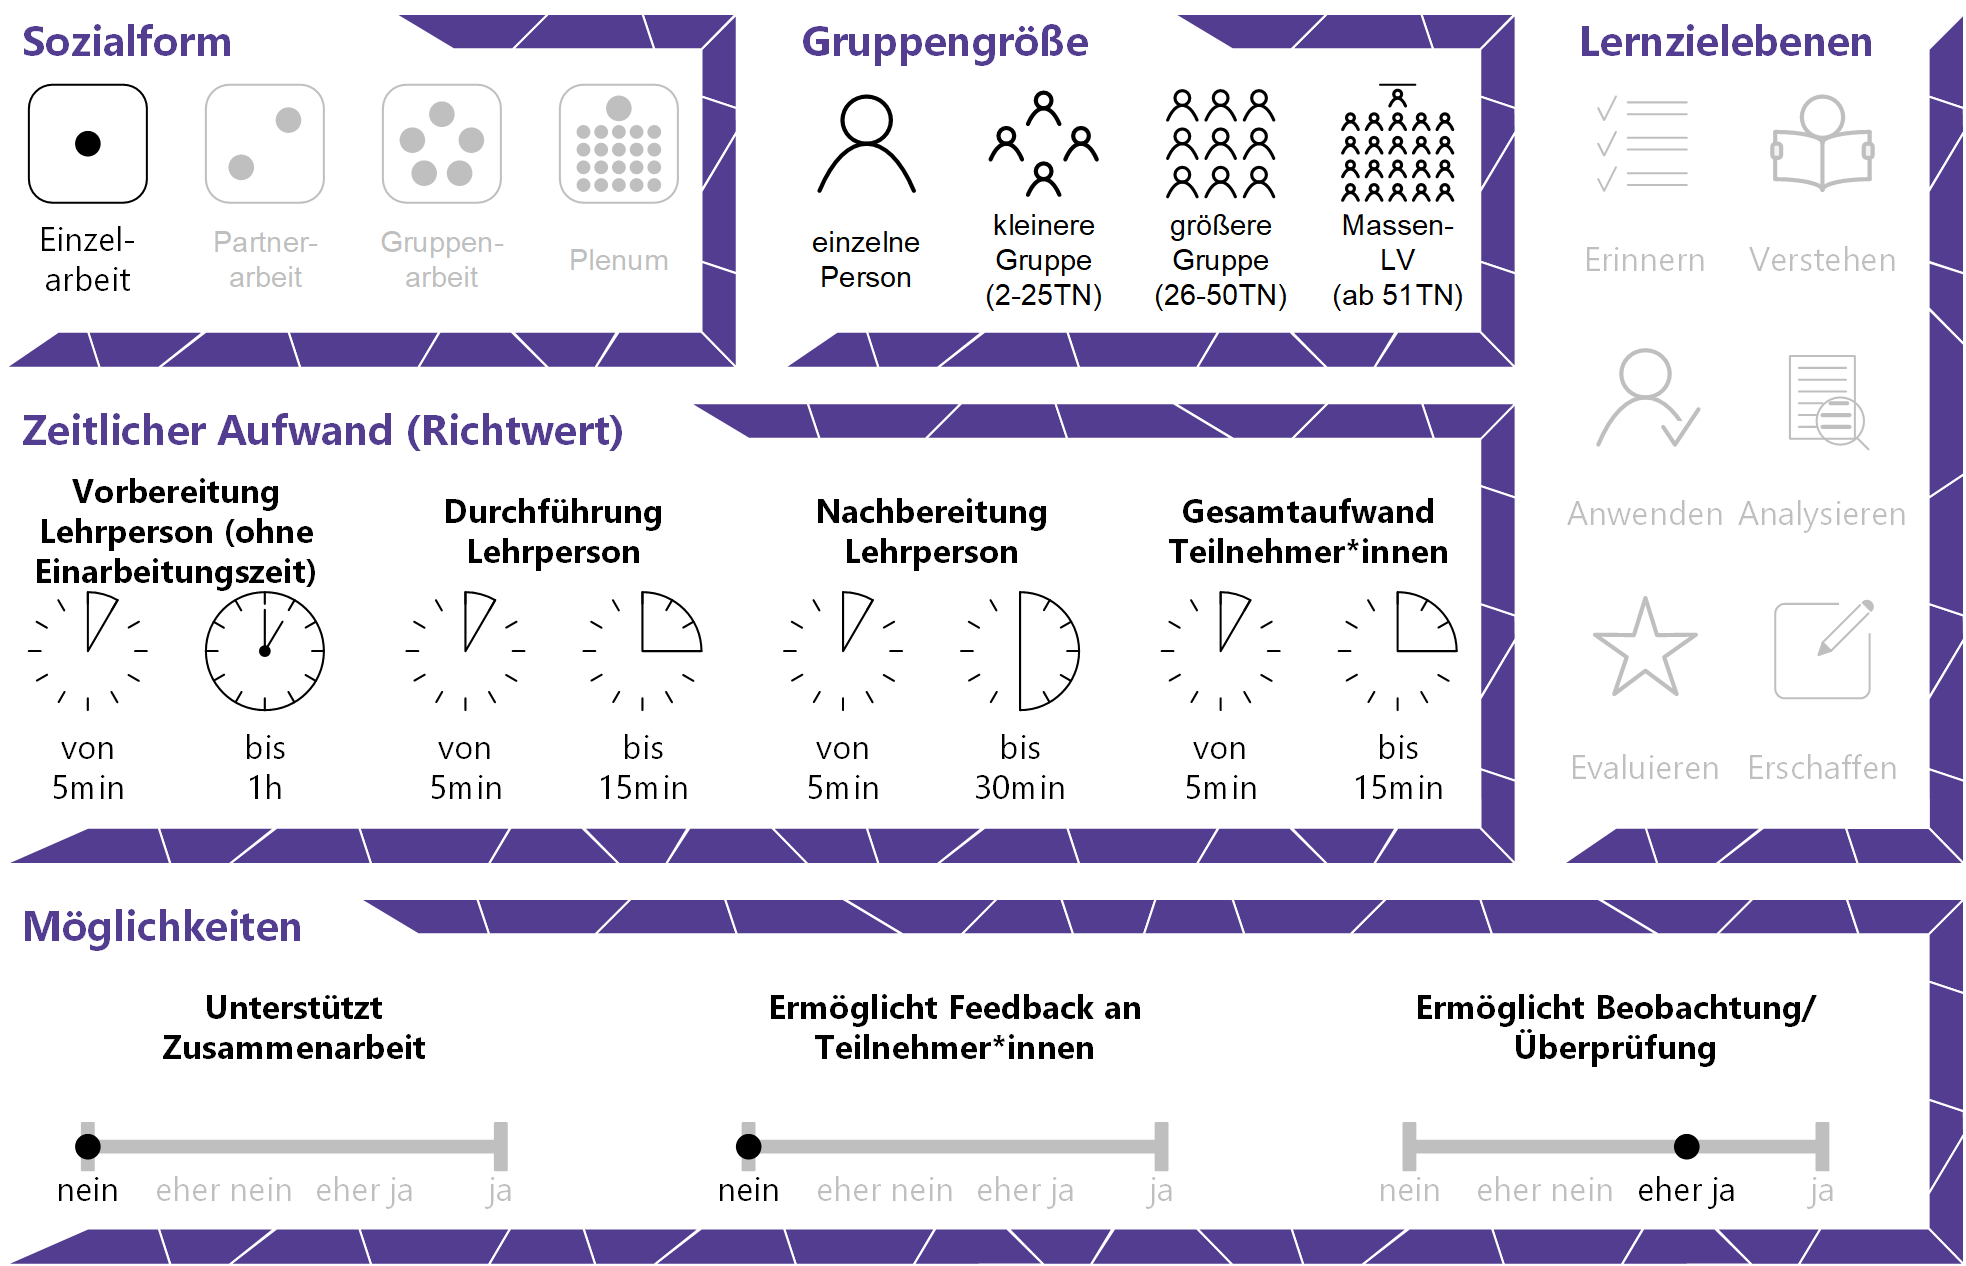 Sozialform
Einzel-
arbeit
Partner-
arbeit
Gruppen-
arbeit
Plenum
Gruppengröße
einzelne
Person
kleinere
Gruppe
(2-25TN)
größere
Gruppe
(26-50TN)
Massen-
LV
(ab 51TN)
Lernzielebenen
Erinnern
Verstehen
Anwenden
Analysieren
Evaluieren
Erschaffen
Zeitlicher Aufwand (Richtwert)
Vorbereitung
Lehrperson (ohne
Einarbeitungszeit)
von
5min
bis
1h
Durchführung
Lehrperson
von
5min
bis
15min
Nachbereitung
Lehrperson
von
5min
bis
30min
Gesamtaufwand
Teilnehmer*innen
von
5min
bis
15min
Möglichkeiten
Unterstützt
Zusammenarbeit
nein eher nein eher ja ja
Ermöglicht Feedback an
Teilnehmer*innen
nein eher nein eher ja ja
Ermöglicht Beobachtung/
Überprüfung
nein eher nein eher ja ja